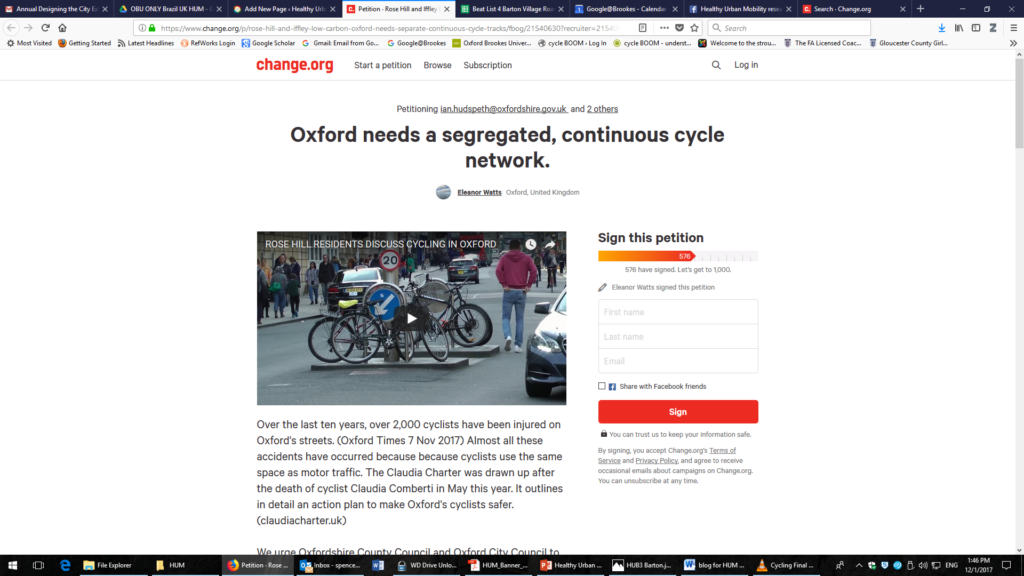 Annual Designing the City Ex
OBU ONLY Brazil UK HUM -
Add New Page ‹ Healthy Urb
Petition · Rose Hill and Iffley
Beat List 4 Barton Village Roa
Google@Brookes - Calendar
Healthy Urban Mobility resea
Search · Change.org
https://www.change.org/p/rose-hill-and-iffley-low-carbon-oxford-needs-separate-continuous-cycle-tracks/fbog/21540630?recruiter=2154
Search
Most Visited
Getting Started
Latest Headlines
RefWorks Login
Google Scholar
Gmail: Email from Go...
Google@Brookes
Oxford Brookes Univer...
cycle BOOM › Log In
cycle BOOM - underst...
Welcome to the strou...
The FA Licensed Coac...
Gloucester County Girl...
change.org
Start a petition
Browse
Subscription
Log in
Petitioning ian.hudspeth@oxfordshire.gov.uk and 2 others
Oxford needs a segregated, continuous cycle
network.
Eleanor Watts Oxford, United Kingdom
ROSE HILL RESIDENTS DISCUSS CYCLING IN OXFORD
20
Sign this petition
576
576 have signed. Let's get to 1,000.
Eleanor Watts signed this petition
First name
Last name
Email
Share with Facebook friends
Sign
You can trust us to keep your information safe.
By signing, you accept Change.org's Terms of
Service and Privacy Policy, and agree to receive
occasional emails about campaigns on Change.org.
You can unsubscribe at any time.
Over the last ten years, over 2,000 cyclists have been injured on
Oxford's streets. (Oxford Times 7 Nov 2017) Almost all these
accidents have occurred because because cyclists use the same
space as motor traffic. The Claudia Charter was drawn up after
the death of cyclist Claudia Comberti in May this year. It outlines
in detail an action plan to make Oxford's cyclists safer.
(claudiacharter.uk)
We urge Oxfordshire County Council and Oxford City Council to
File Explorer
HUM
Petition · Rose ...
Inbox - spence...
WD Drive Unlo...
HUM_Banner_...
Healthy Urban ...
HUB3 Barton.j...
blog for HUM ...
Cycling Final ...
ENG
1:46 PM
12/1/2017